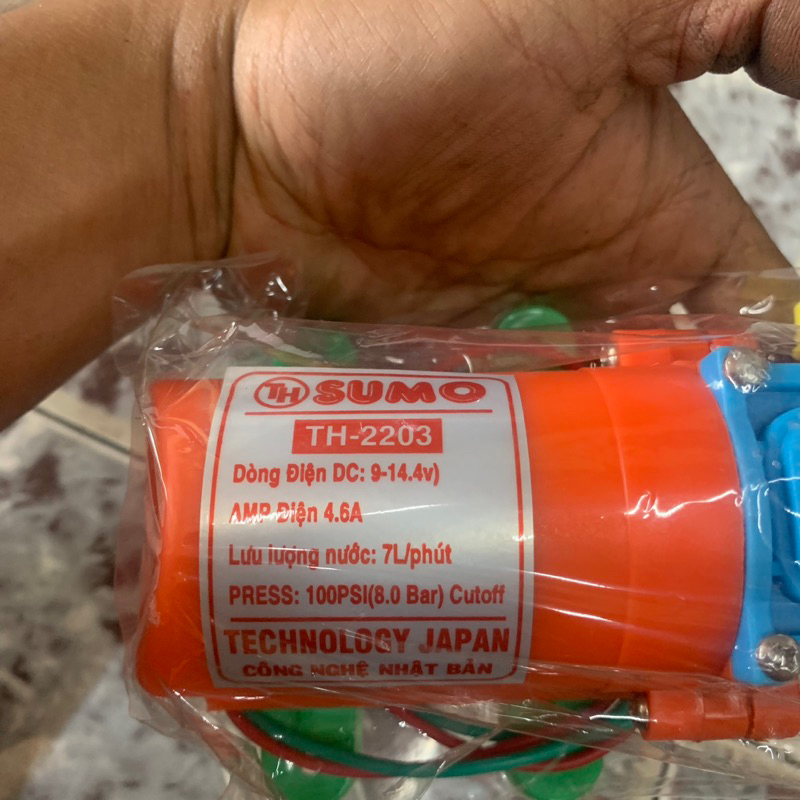 TH SUMO
TH-2203
Dòng Điện DC: 9-14.4v)
AMP Điện 4.6A
Lưu lượng nước: 7L/phút
PRESS: 100PSI(8.0 Bar) Cutoff
TECHNOLOGY JAPAN
CÔNG NGHỆ NHẬT BẢN